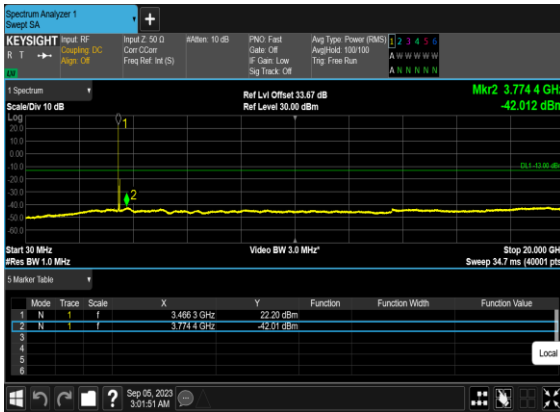 Spectrum Analyzer 1
Swept SA
+
KEYSIGHT Input: RF Input Z: 50 Ω #Atten: 10 dB PNO: Fast Avg Type: Power (RMS) 1 2 3 4 5 6
R T Coupling: DC Corr CCorr Gate: Off Avg|Hold: 100/100 A W W W W W
Align: Off Freq Ref: Int (S) IF Gain: Low Trig: Free Run
LXI Sig Track: Off A N N N N N
1 Spectrum
Ref Lvl Offset 33.67 dB Mkr2 3.774 4 GHz
Scale/Div 10 dB Ref Level 30.00 dBm -42.012 dBm
Log
20.0
10.0
0.00
-10.0
DL1 -13.00 dBm
-20.0
-30.0
-40.0
-50.0
-60.0
1
2
Start 30 MHz Video BW 3.0 MHz* Stop 20.000 GHz
#Res BW 1.0 MHz Sweep 34.7 ms (40001 pts)
5 Marker Table
Mode Trace Scale X Y Function Function Width Function Value
1 N 1 f 3.466 3 GHz 22.20 dBm
2 N 1 f 3.774 4 GHz -42.01 dBm
3
4
5
6
Local
? Sep 05, 2023
3:01:51 AM